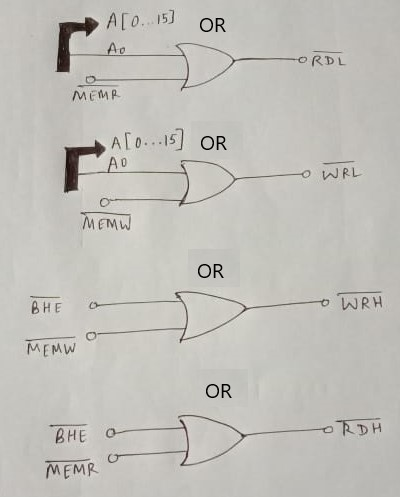 A[0...15] OR
A0
RDL
MEMR
A[0...15] OR
A0
WRL
MEMW
OR
BHE
WRH
MEMW
OR
BHE
RDH
MEMR